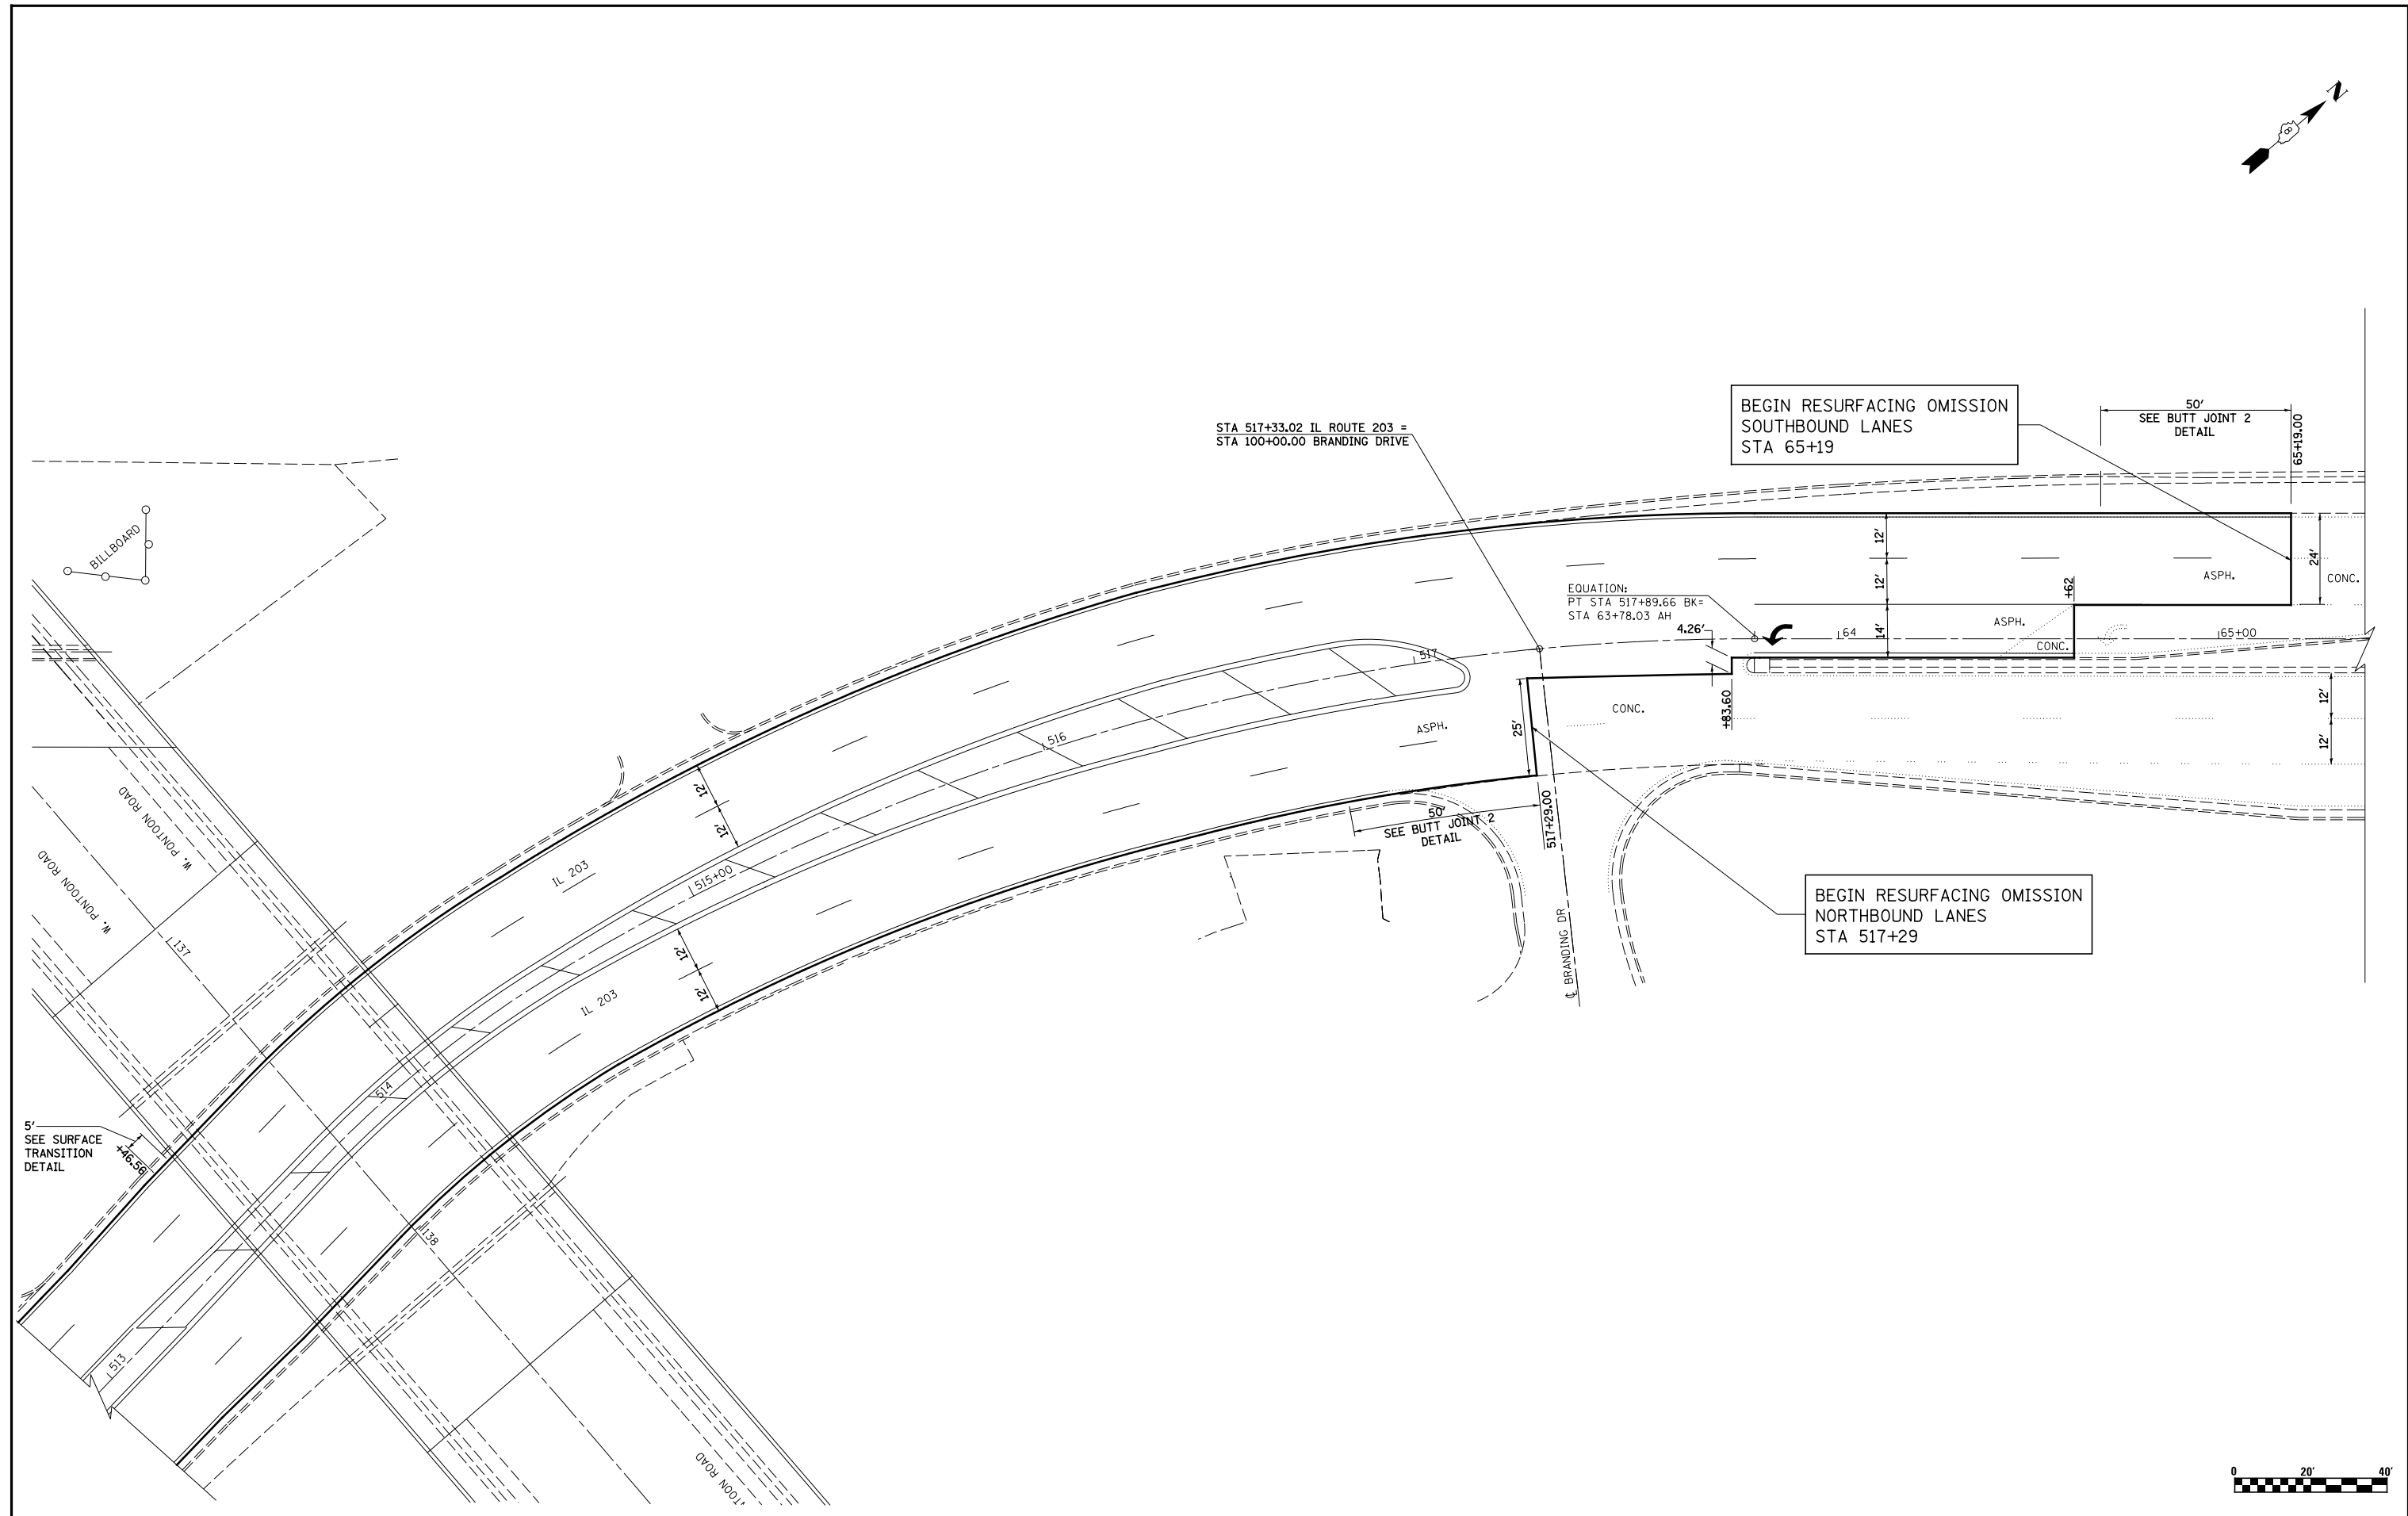 N
8
STA 517+33.02 IL ROUTE 203 =
STA 100+00.00 BRANDING DRIVE
BEGIN RESURFACING OMISSION
SOUTHBOUND LANES
STA 65+19
50'
SEE BUTT JOINT 2
DETAIL
65+19.00
BILLBOARD
EQUATION:
PT STA 517+89.66 BK=
STA 63+78.03 AH
4.26'
12'
12'
14'
64
+62
ASPH.
CONC.
ASPH.
24'
CONC.
65+00
517
516
515+00
514
513
25'
CONC.
+83.60
ASPH.
12'
12'
12'
12'
12'
12'
IL 203
IL 203
50'
SEE BUTT JOINT 2
DETAIL
517+29.00
℄ BRANDING DR
BEGIN RESURFACING OMISSION
NORTHBOUND LANES
STA 517+29
W. PONTOON ROAD
W. PONTOON ROAD
137
138
5'
SEE SURFACE
TRANSITION
DETAIL
+46.56
TOON ROAD
0 20' 40'